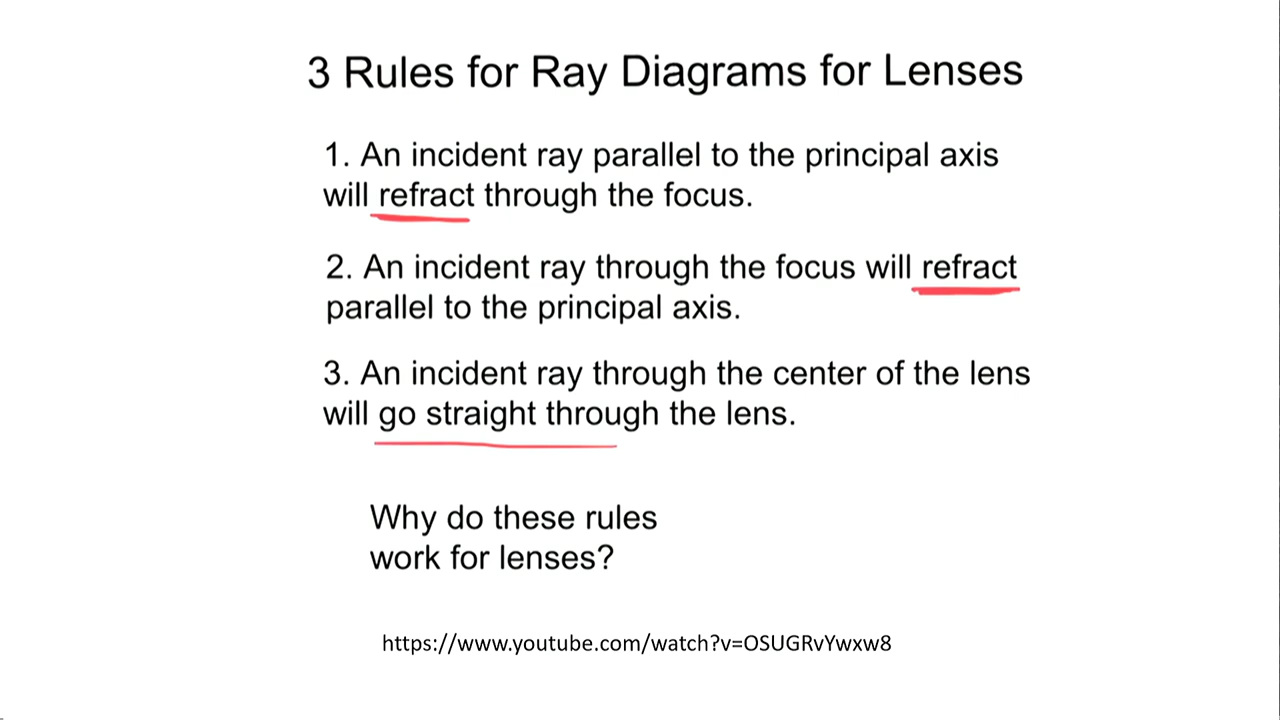 3 Rules for Ray Diagrams for Lenses
1. An incident ray parallel to the principal axis
will refract through the focus.
2. An incident ray through the focus will refract
parallel to the principal axis.
3. An incident ray through the center of the lens
will go straight through the lens.
Why do these rules
work for lenses?
https://www.youtube.com/watch?v=OSUGRvYwxw8